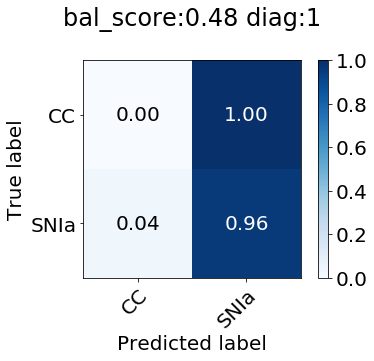 bal_score:0.48 diag:1
True label
CC
SNIa
0.00
1.00
0.04
0.96
CC
SNIa
Predicted label
1.0
0.8
0.6
0.4
0.2
0.0